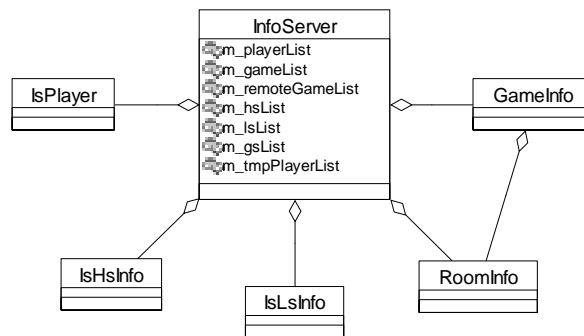 InfoServer
m_playerList
m_gameList
m_remoteGameList
m_hsList
m_lsList
m_gsList
m_tmpPlayerList
IsPlayer
GameInfo
IsHsInfo
IsLsInfo
RoomInfo